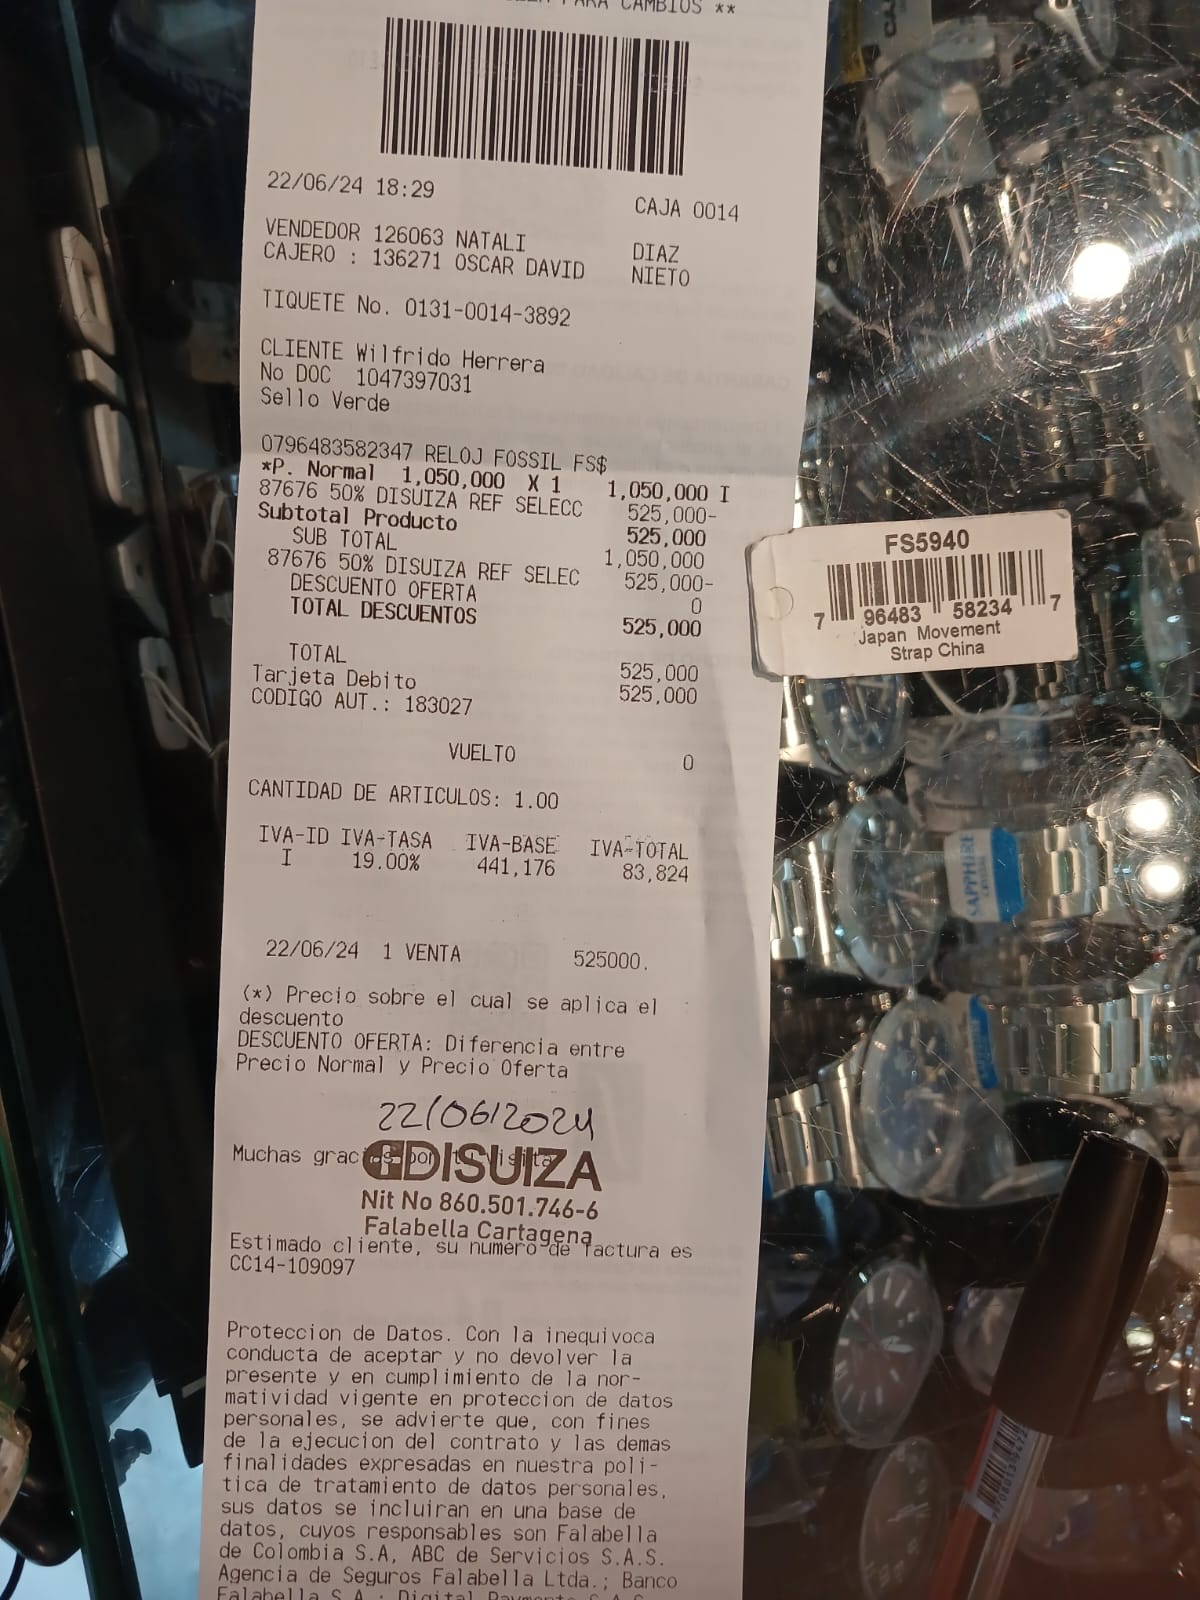 PARA CAMBIOS **
22/06/24 18:29 CAJA 0014
VENDEDOR 126063 NATALI DIAZ
CAJERO : 136271 OSCAR DAVID NIETO
TIQUETE No. 0131-0014-3892
CLIENTE Wilfrido Herrera
No DOC 1047397031
Sello Verde
0796483582347 RELOJ FOSSIL FS$
*P. Normal 1,050,000 X 1 1,050,000 I
87676 50% DISUIZA REF SELECC 525,000-
Subtotal Producto 525,000
SUB TOTAL 1,050,000
87676 50% DISUIZA REF SELEC 525,000-
DESCUENTO OFERTA 0
TOTAL DESCUENTOS 525,000
TOTAL 525,000
Tarjeta Debito 525,000
CODIGO AUT.: 183027
VUELTO 0
CANTIDAD DE ARTICULOS: 1.00
IVA-ID IVA-TASA IVA-BASE IVA-TOTAL
I 19.00% 441,176 83,824
22/06/24 1 VENTA 525000.
(*) Precio sobre el cual se aplica el
descuento
DESCUENTO OFERTA: Diferencia entre
Precio Normal y Precio Oferta
22/06/2024
Muchas gracias por tu visita
DISUIZA
Nit No 860.501.746-6
Falabella Cartagena
Estimado cliente, su numero de factura es
CC14-109097
Proteccion de Datos. Con la inequivoca
conducta de aceptar y no devolver la
presente y en cumplimiento de la nor-
matividad vigente en proteccion de datos
personales, se advierte que, con fines
de la ejecucion del contrato y las demas
finalidades expresadas en nuestra poli-
tica de tratamiento de datos personales,
sus datos se incluiran en una base de
datos, cuyos responsables son Falabella
de Colombia S.A, ABC de Servicios S.A.S.
Agencia de Seguros Falabella Ltda.; Banco
Falabella S.A.; Digital Payments S.A.S.
FS5940
7 96483 58234 7
Japan Movement
Strap China
SAPPHIRE
CRYSTAL